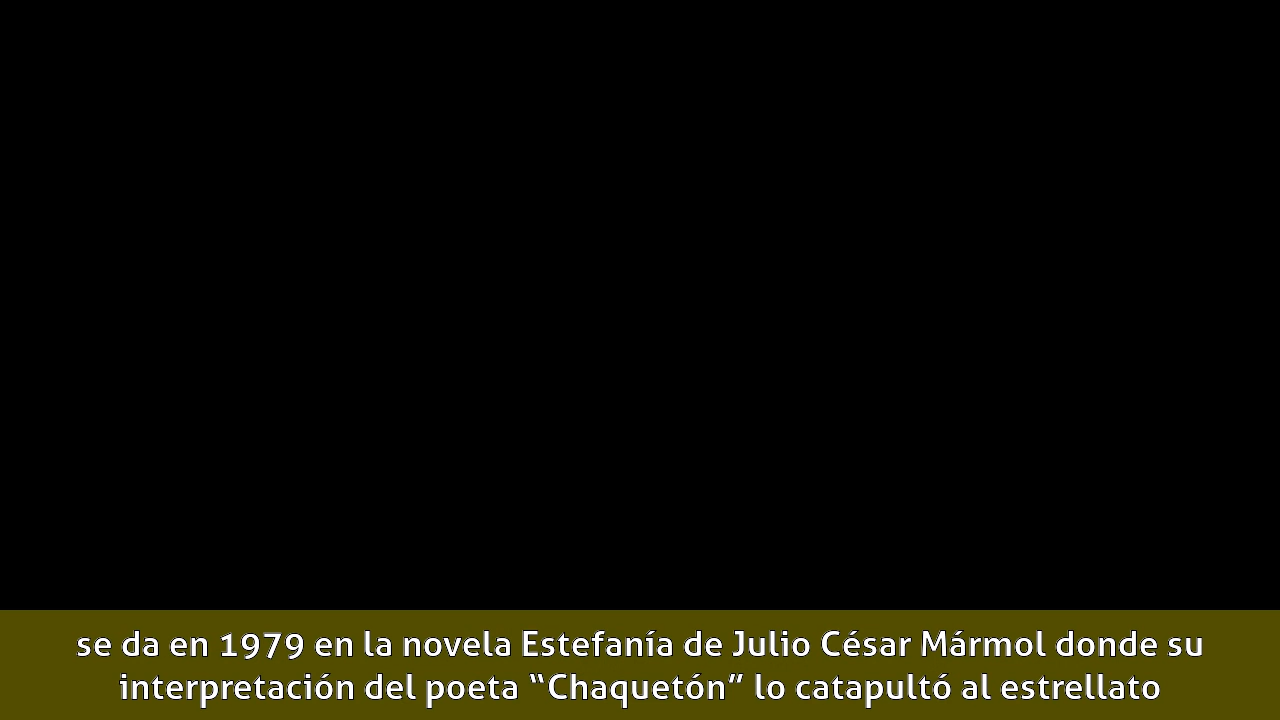 se da en 1979 en la novela Estefanía de Julio César Mármol donde su
interpretación del poeta “Chaquetón” lo catapultó al estrellato